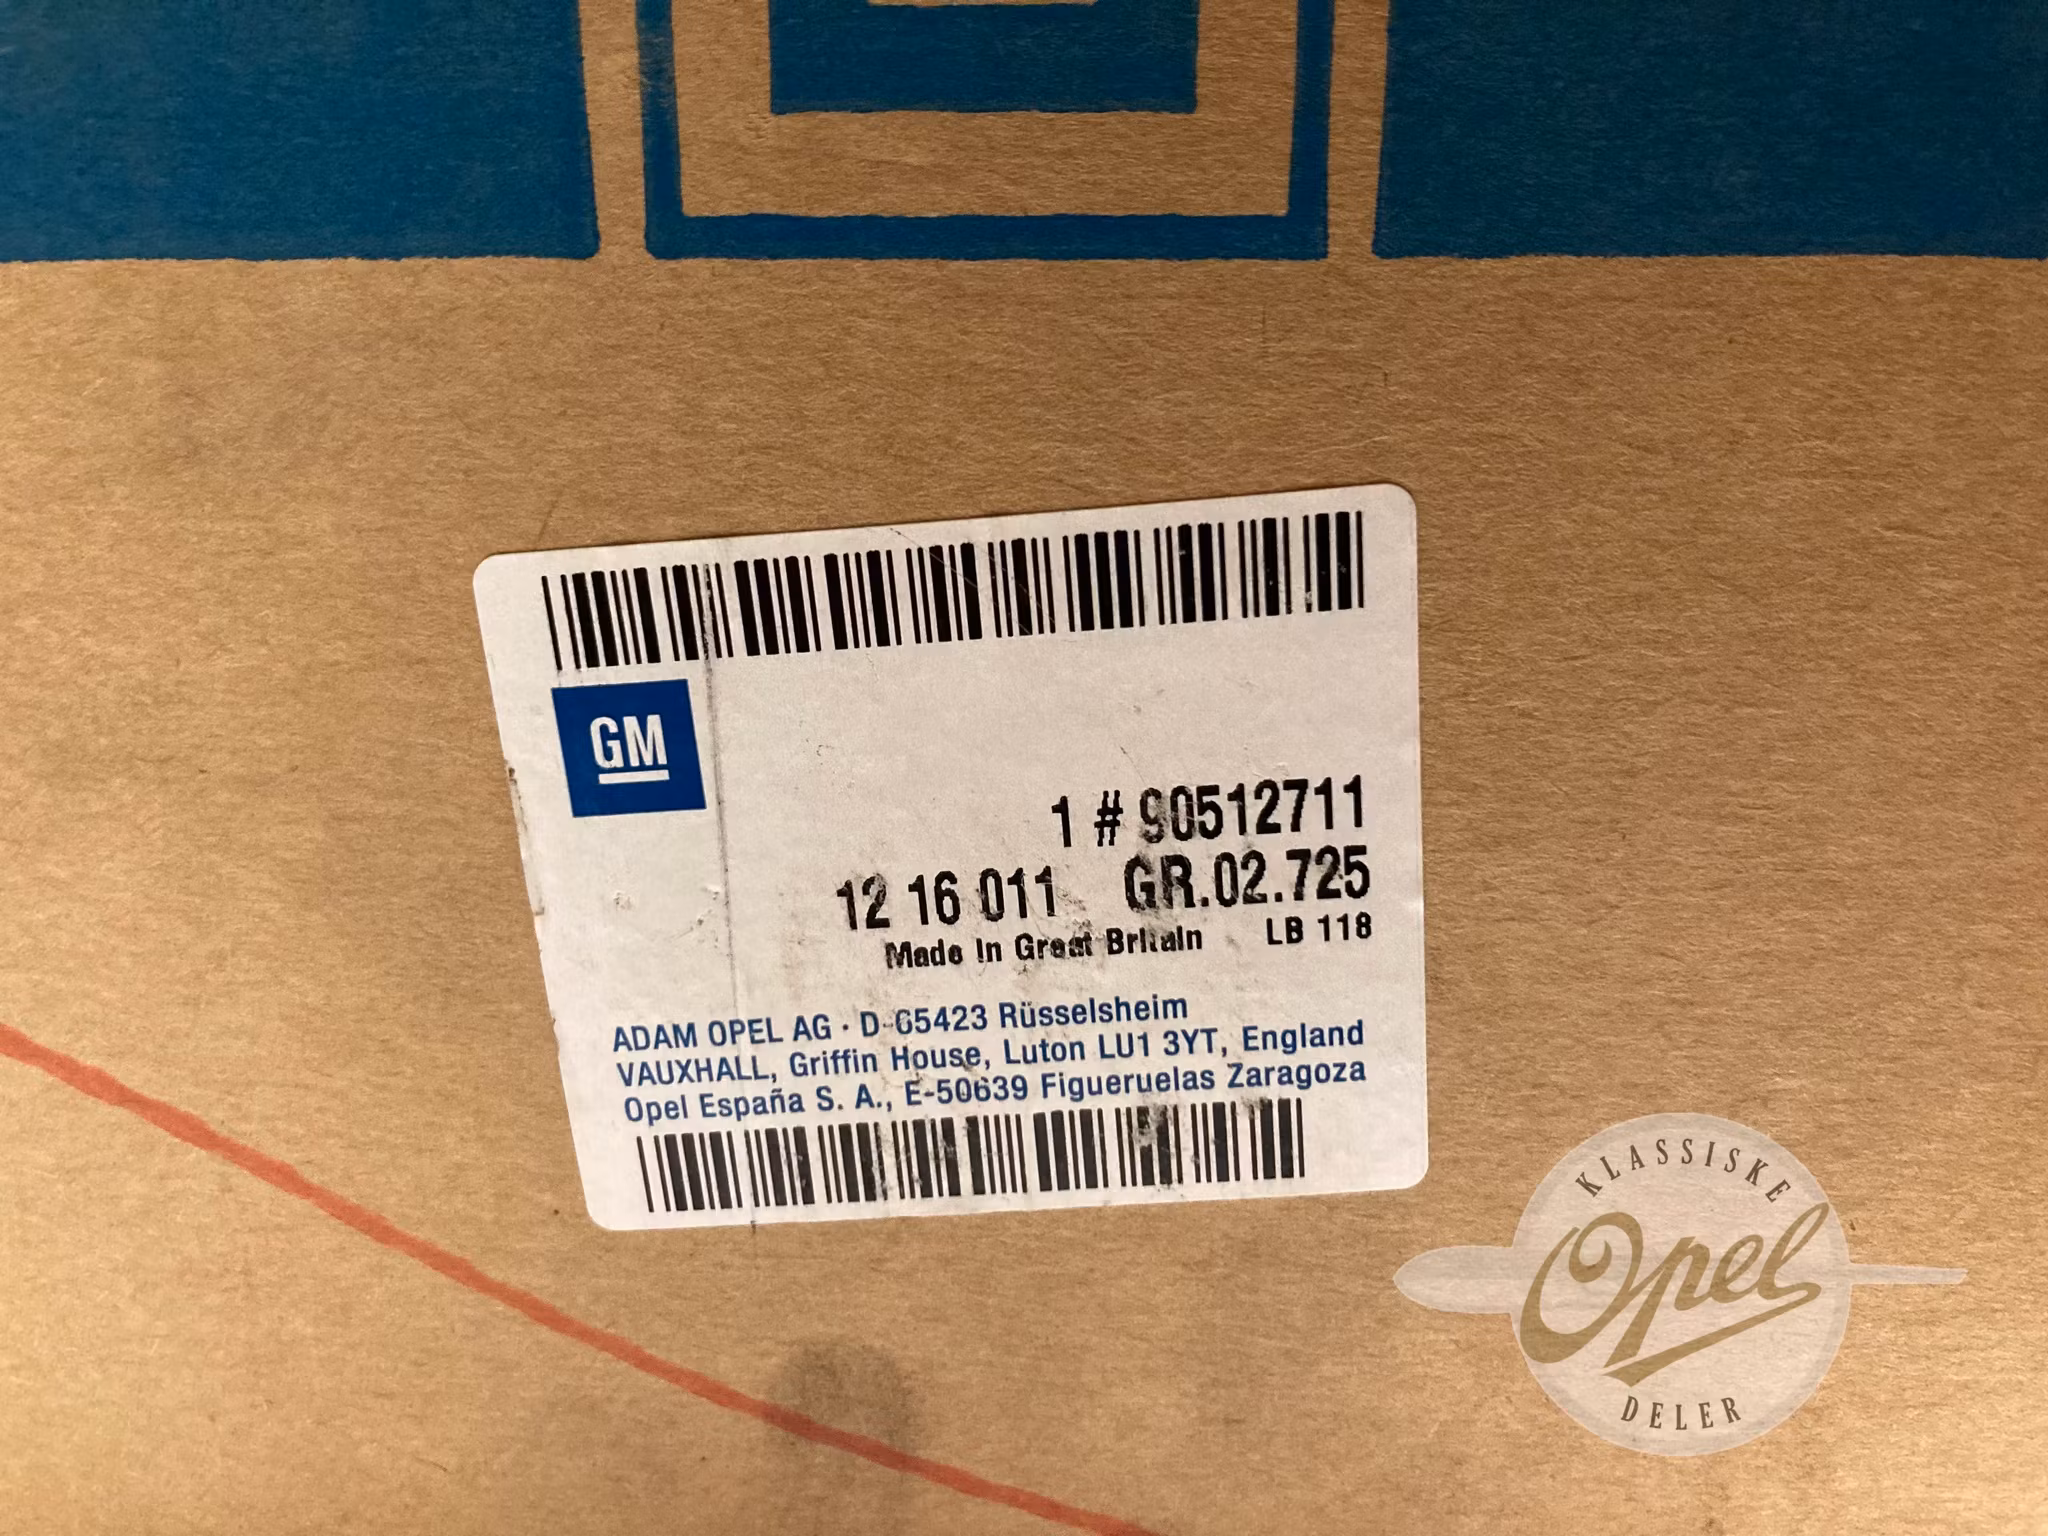 GM
1 # 90512711
12 16 011 GR.02.725
Made in Great Britain LB 118
ADAM OPEL AG · D-65423 Rüsselsheim
VAUXHALL, Griffin House, Luton LU1 3YT, England
Opel España S. A., E-50639 Figueruelas Zaragoza
KLASSISKE
Opel
DELER